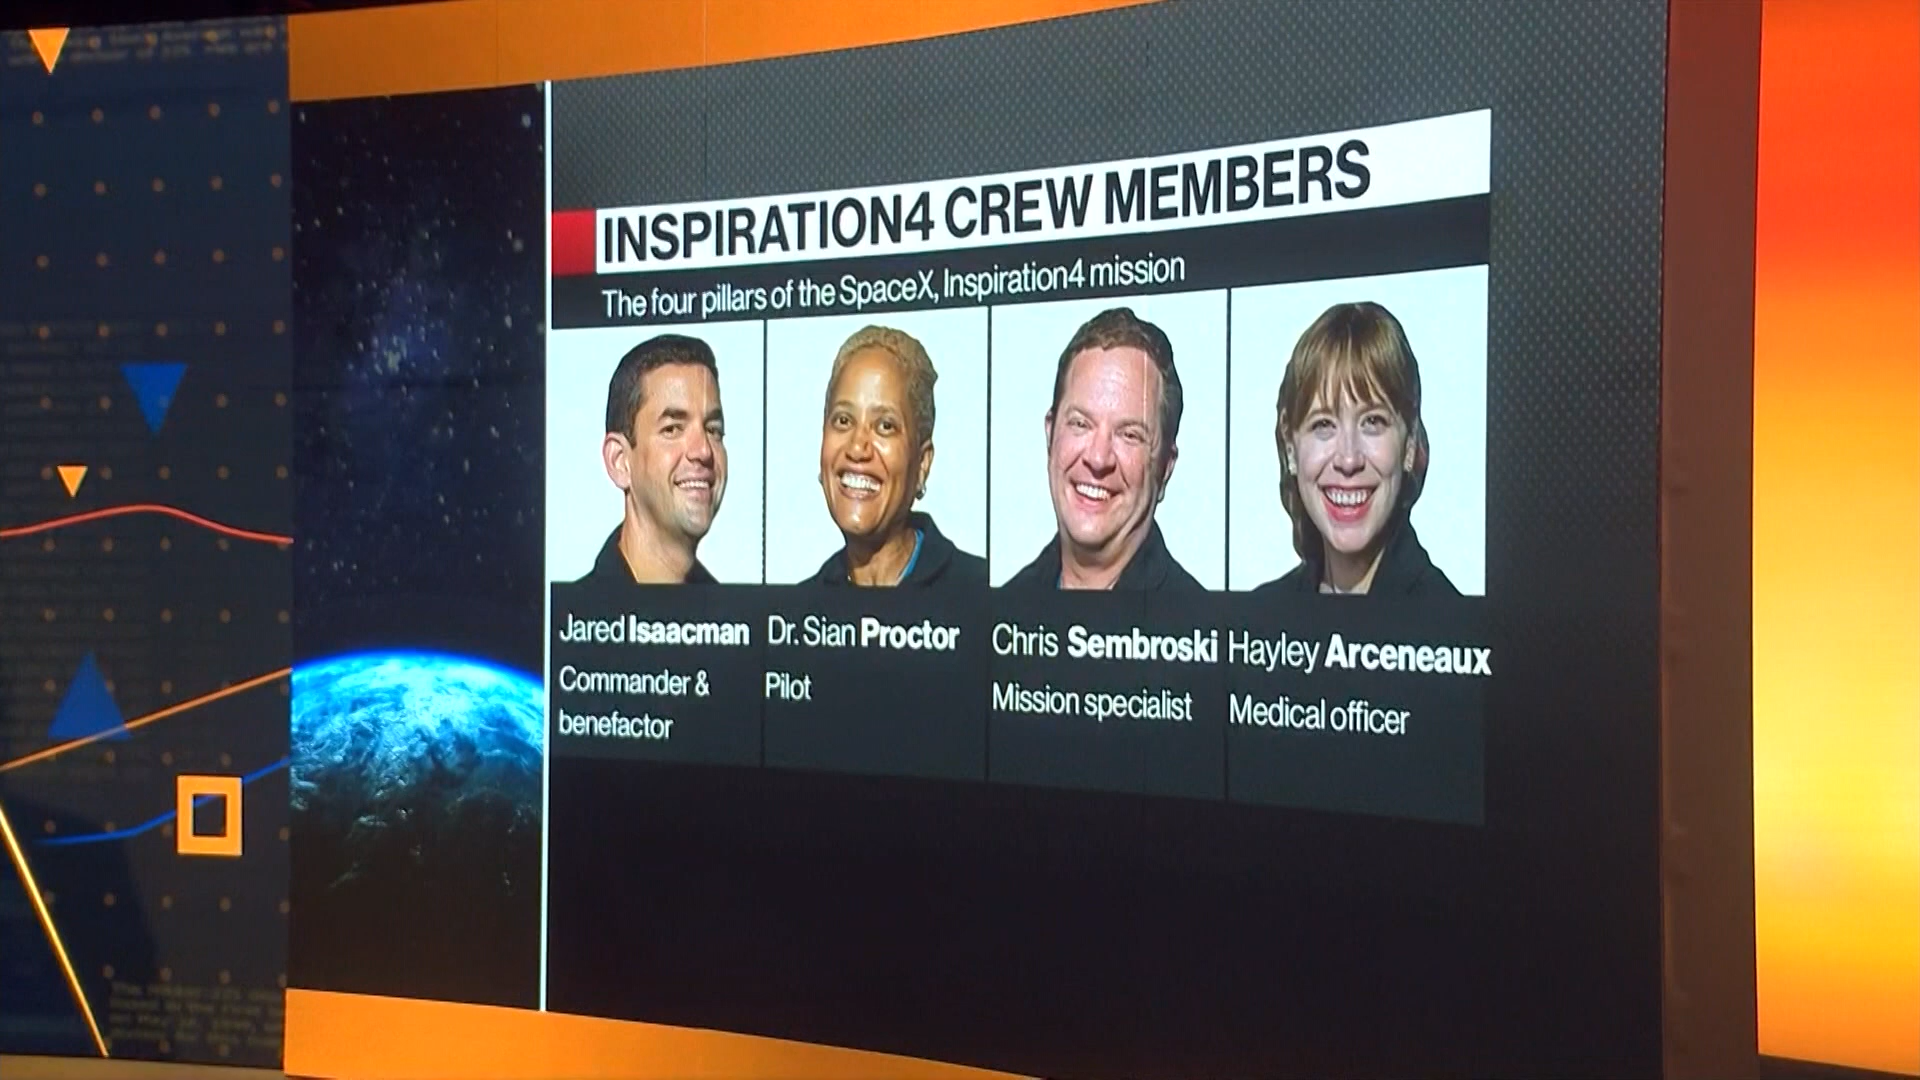 INSPIRATION4 CREW MEMBERS
The four pillars of the SpaceX, Inspiration4 mission
Jared Isaacman
Commander &
benefactor
Dr. Sian Proctor
Pilot
Chris Sembroski
Mission specialist
Hayley Arceneaux
Medical officer